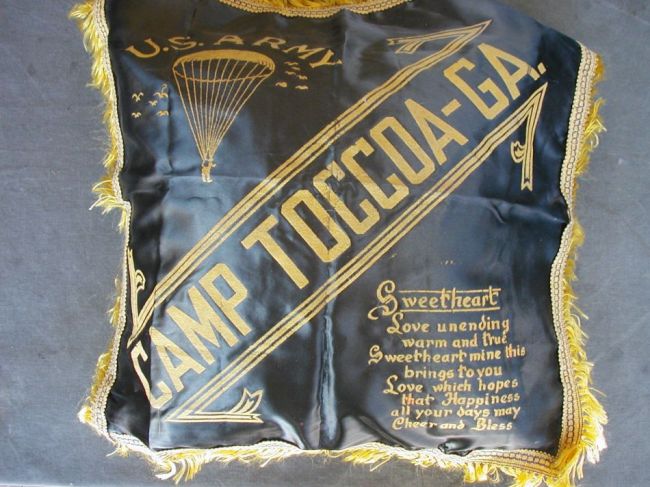 U.S. ARMY
CAMP TOCCOA-GA.
Sweetheart
Love unending
warm and true
Sweetheart mine this
brings to you
Love which hopes
that Happiness
all your days may
Cheer and Bless